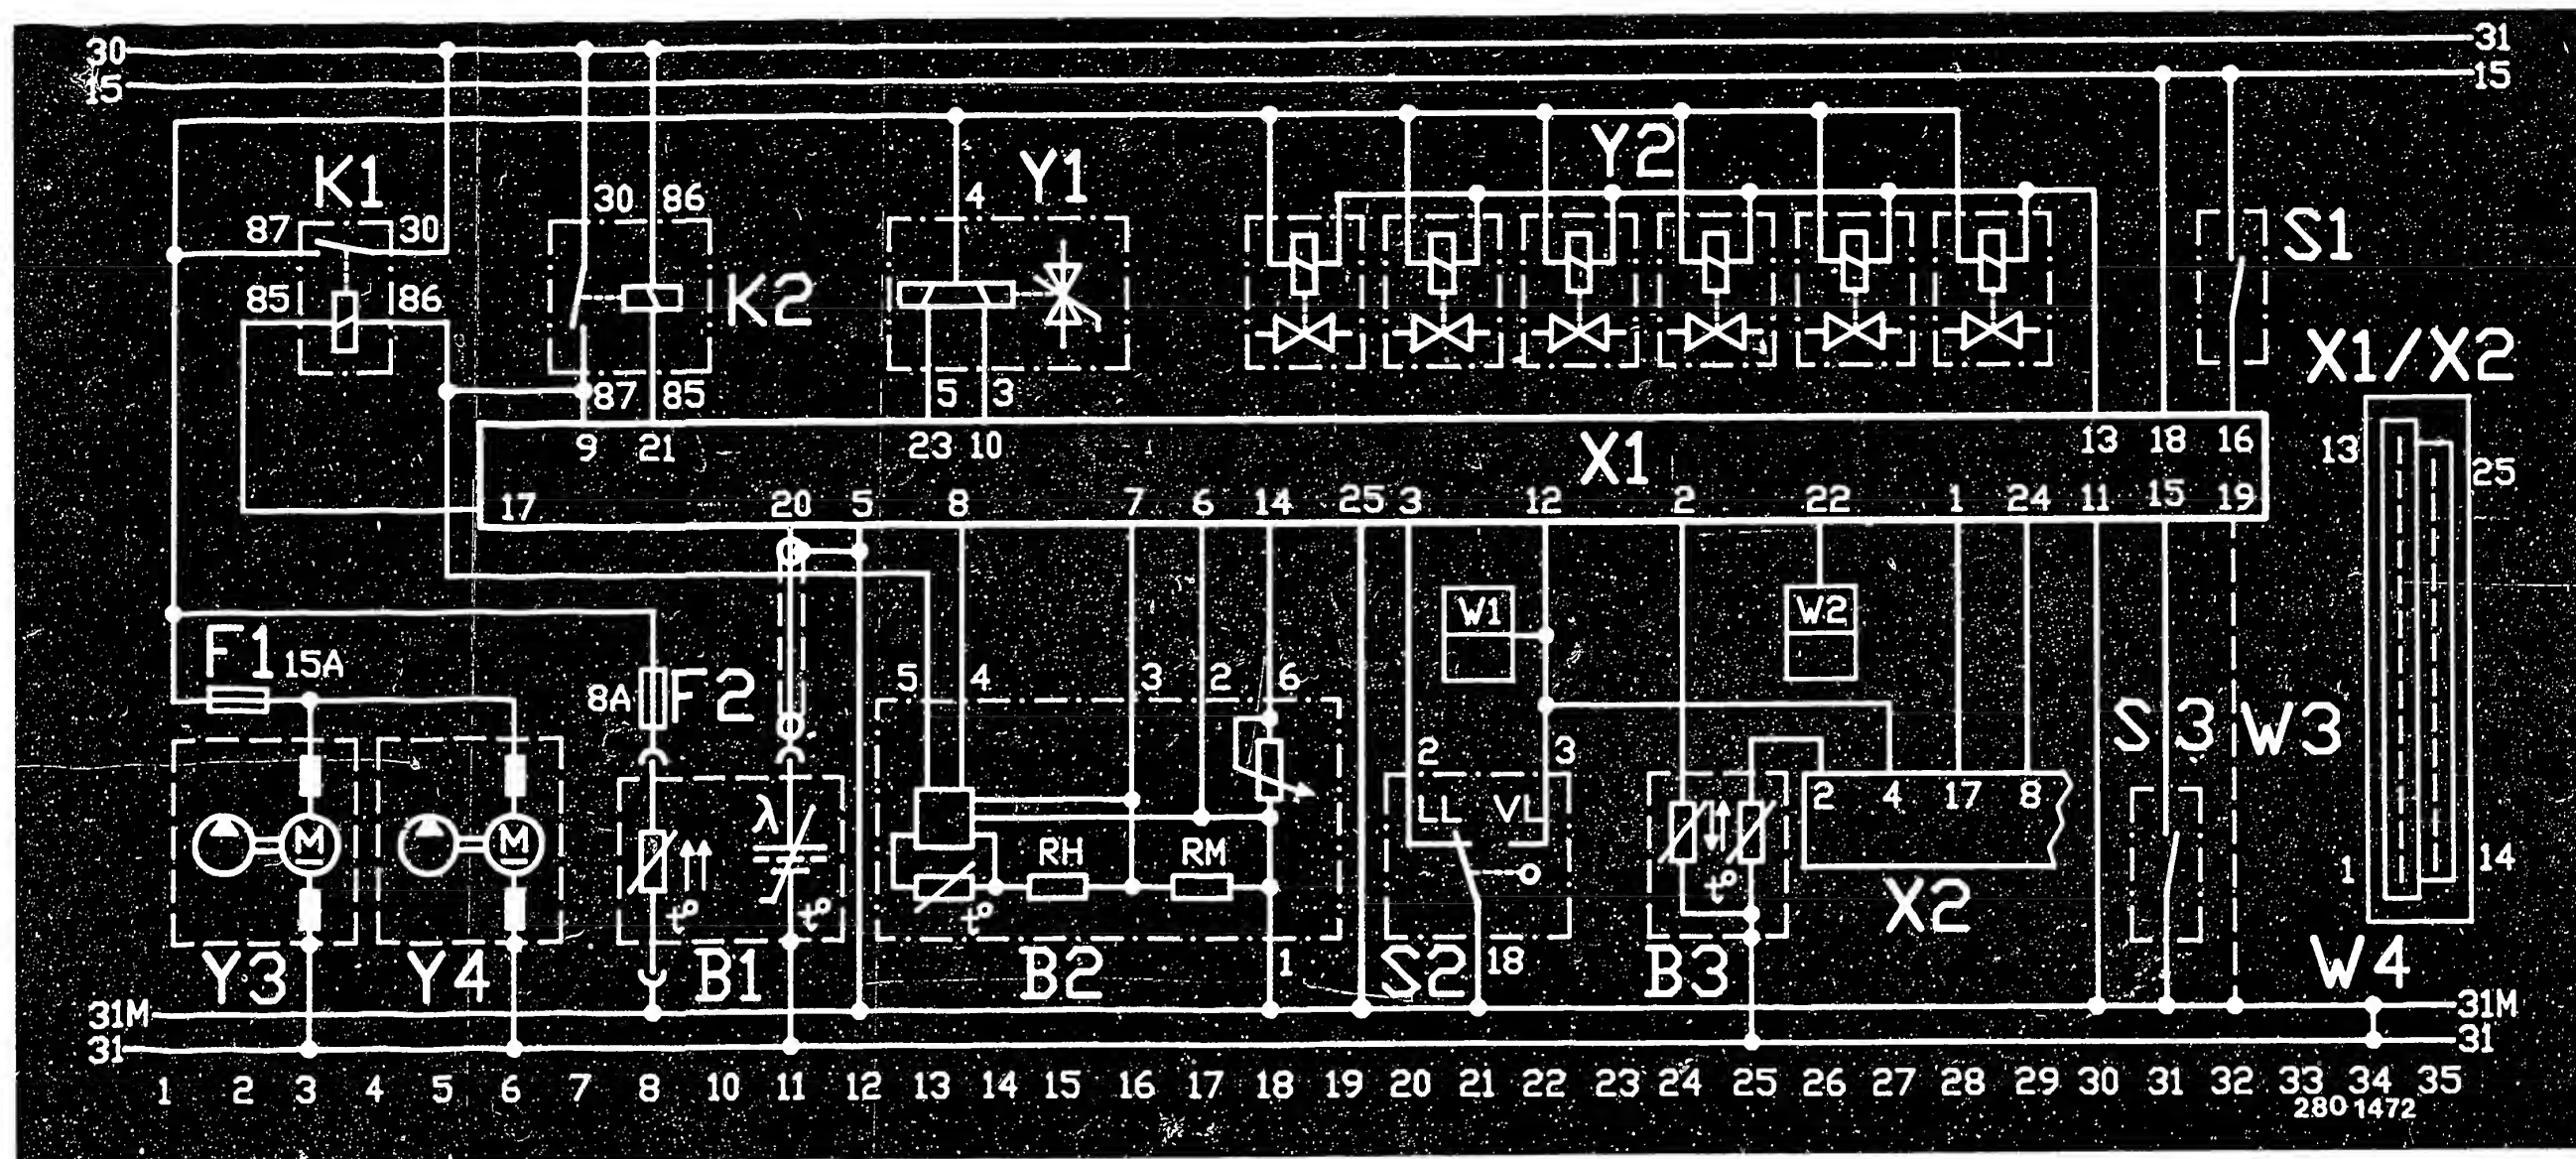 30 31
15 15
K1 Y1 Y2
30 86 4
87 30 S1
85 86 K2
X1/X2
87 85 5 3
9 21 23 10 X1 13 18 16 13 25
17 20 5 8 7 6 14 25 3 12 2 22 1 24 11 15 19
W1 W2
F1 15A 8A F2 5 4 3 2 6
2 3 S3 W3
λ LL VL 2 4 17 8
M M RH RM 1 14
t° t° t° t° X2
Y3 Y4 B1 B2 1 S2 18 B3 W4
31M 31M
31 31
1 2 3 4 5 6 7 8 10 11 12 13 14 15 16 17 18 19 20 21 22 23 24 25 26 27 28 29 30 31 32 33 34 35
280 1472